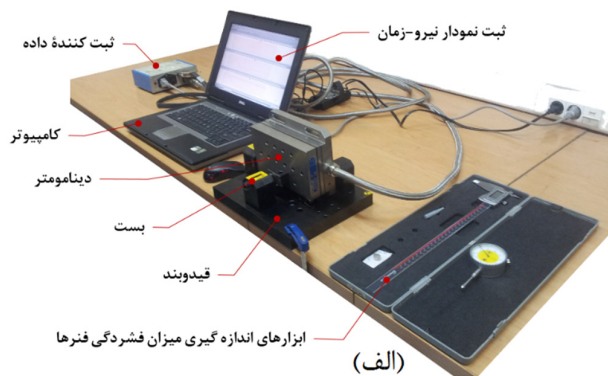 ثبت نمودار نیرو-زمان
ثبت کنندهٔ داده
کامپیوتر
دینامومتر
بست
قیدوبند
ابزارهای اندازه گیری میزان فشردگی فنرها
(الف)